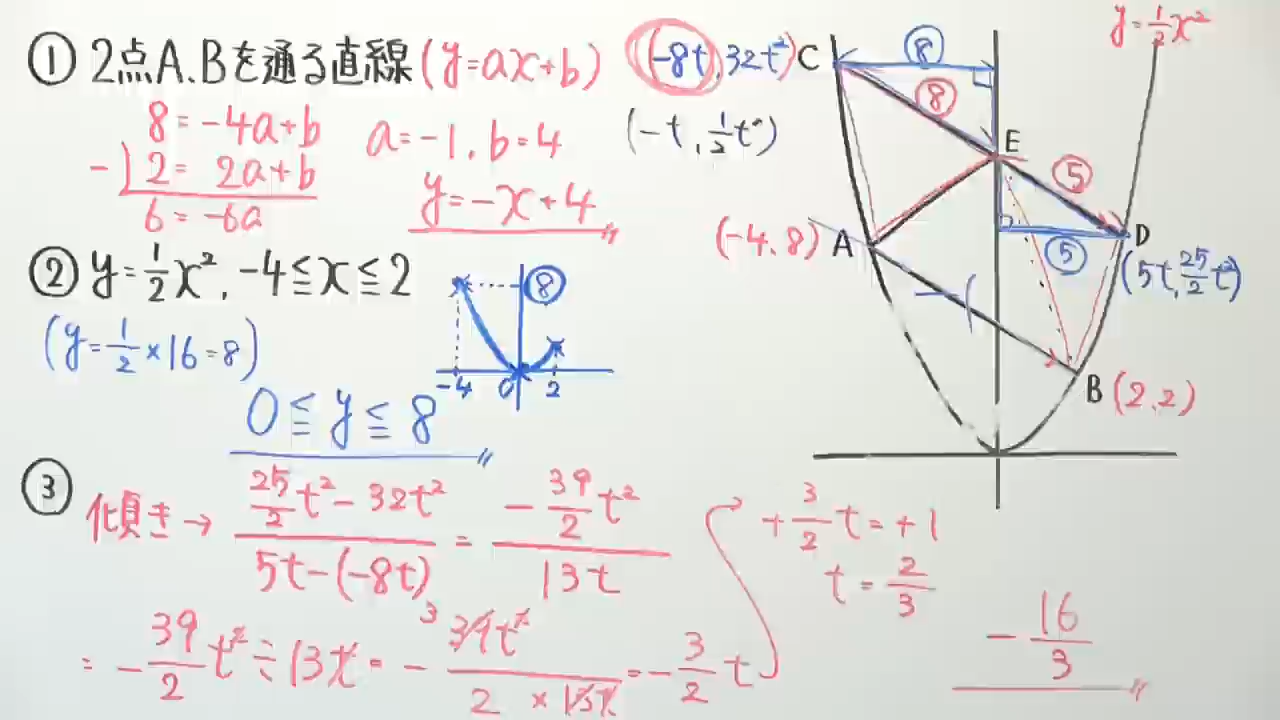 ① 2点A.Bを通る直線(y=ax+b)
8=-4a+b
-) 2= 2a+b
6=-6a
a=-1, b=4
y=-x+4
② y=1/2x², -4≦x≦2
(y=1/2×16=8)
0≦y≦8
⑧
-4 O 2
③
傾き→ (25/2t²-32t²)/(5t-(-8t)) = (-39/2t²)/(13t)
= -39/2t²÷13t = -39t²/(2×13t) = -3/2t
3
+3/2t=+1
t=2/3
-16/3
y=1/2x²
(-8t, 32t²) C
(-t, 1/2t²)
⑧
⑧
E
⑤
⑤
(-4, 8) A
D
(5t, 25/2t²)
B (2, 2)